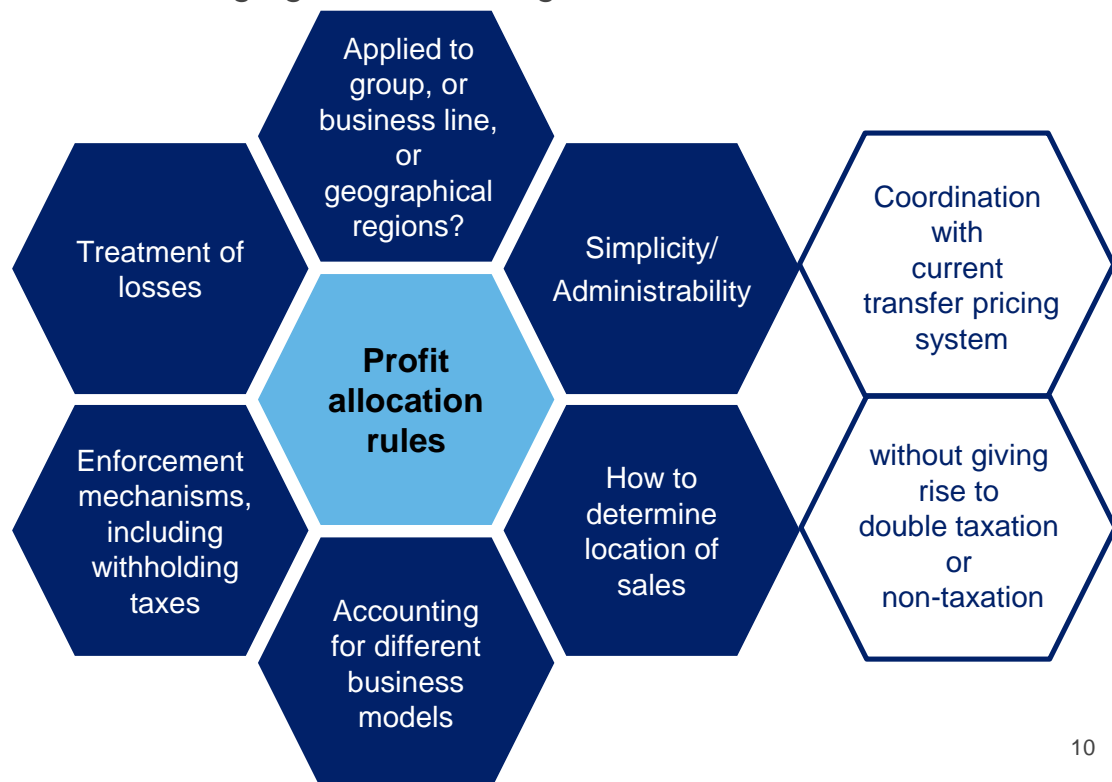 Applied to
group, or
business line,
or
geographical
regions?
Treatment of
losses
Simplicity/
Administrability
Coordination
with
current
transfer pricing
system
Profit
allocation
rules
Enforcement
mechanisms,
including
withholding
taxes
How to
determine
location of
sales
without giving
rise to
double taxation
or
non-taxation
Accounting
for different
business
models
10